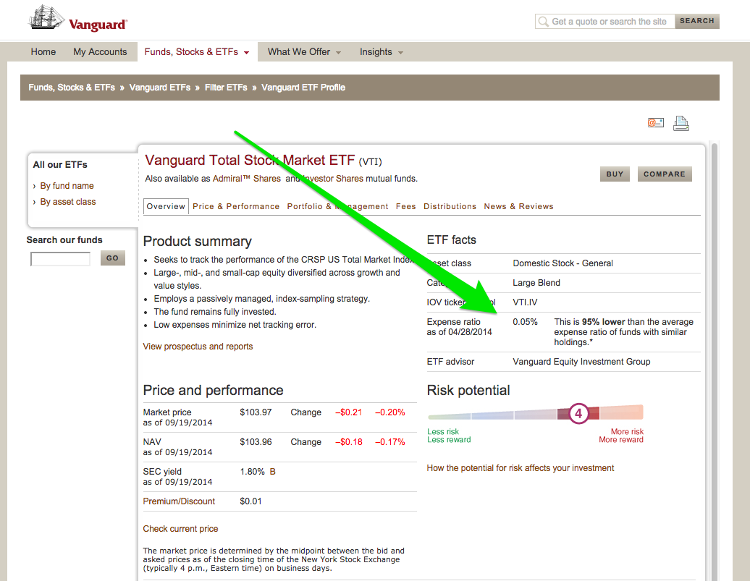 Vanguard
Get a quote or search the site SEARCH
Home My Accounts Funds, Stocks & ETFs What We Offer Insights
Funds, Stocks & ETFs » Vanguard ETFs » Filter ETFs » Vanguard ETF Profile
All our ETFs
› By fund name
› By asset class
Search our funds
GO
Vanguard Total Stock Market ETF (VTI)
Also available as Admiral™ Shares and Investor Shares mutual funds.
BUY COMPARE
Overview Price & Performance Portfolio & Management Fees Distributions News & Reviews
Product summary
• Seeks to track the performance of the CRSP US Total Market Index.
• Large-, mid-, and small-cap equity diversified across growth and
value styles.
• Employs a passively managed, index-sampling strategy.
• The fund remains fully invested.
• Low expenses minimize net tracking error.
View prospectus and reports
ETF facts
class Domestic Stock - General
Large Blend
IOV VTI.IV
Expense ratio 0.05% This is 95% lower than the average
as of 04/28/2014 expense ratio of funds with similar
holdings.*
ETF advisor Vanguard Equity Investment Group
Price and performance
Market price $103.97 Change –$0.21 –0.20%
as of 09/19/2014
NAV $103.96 Change –$0.18 –0.17%
as of 09/19/2014
SEC yield 1.80% B
as of 09/19/2014
Premium/Discount $0.01
Check current price
The market price is determined by the midpoint between the bid and
asked prices as of the closing time of the New York Stock Exchange
(typically 4 p.m., Eastern time) on business days.
Risk potential
4
Less risk More risk
Less reward More reward
How the potential for risk affects your investment